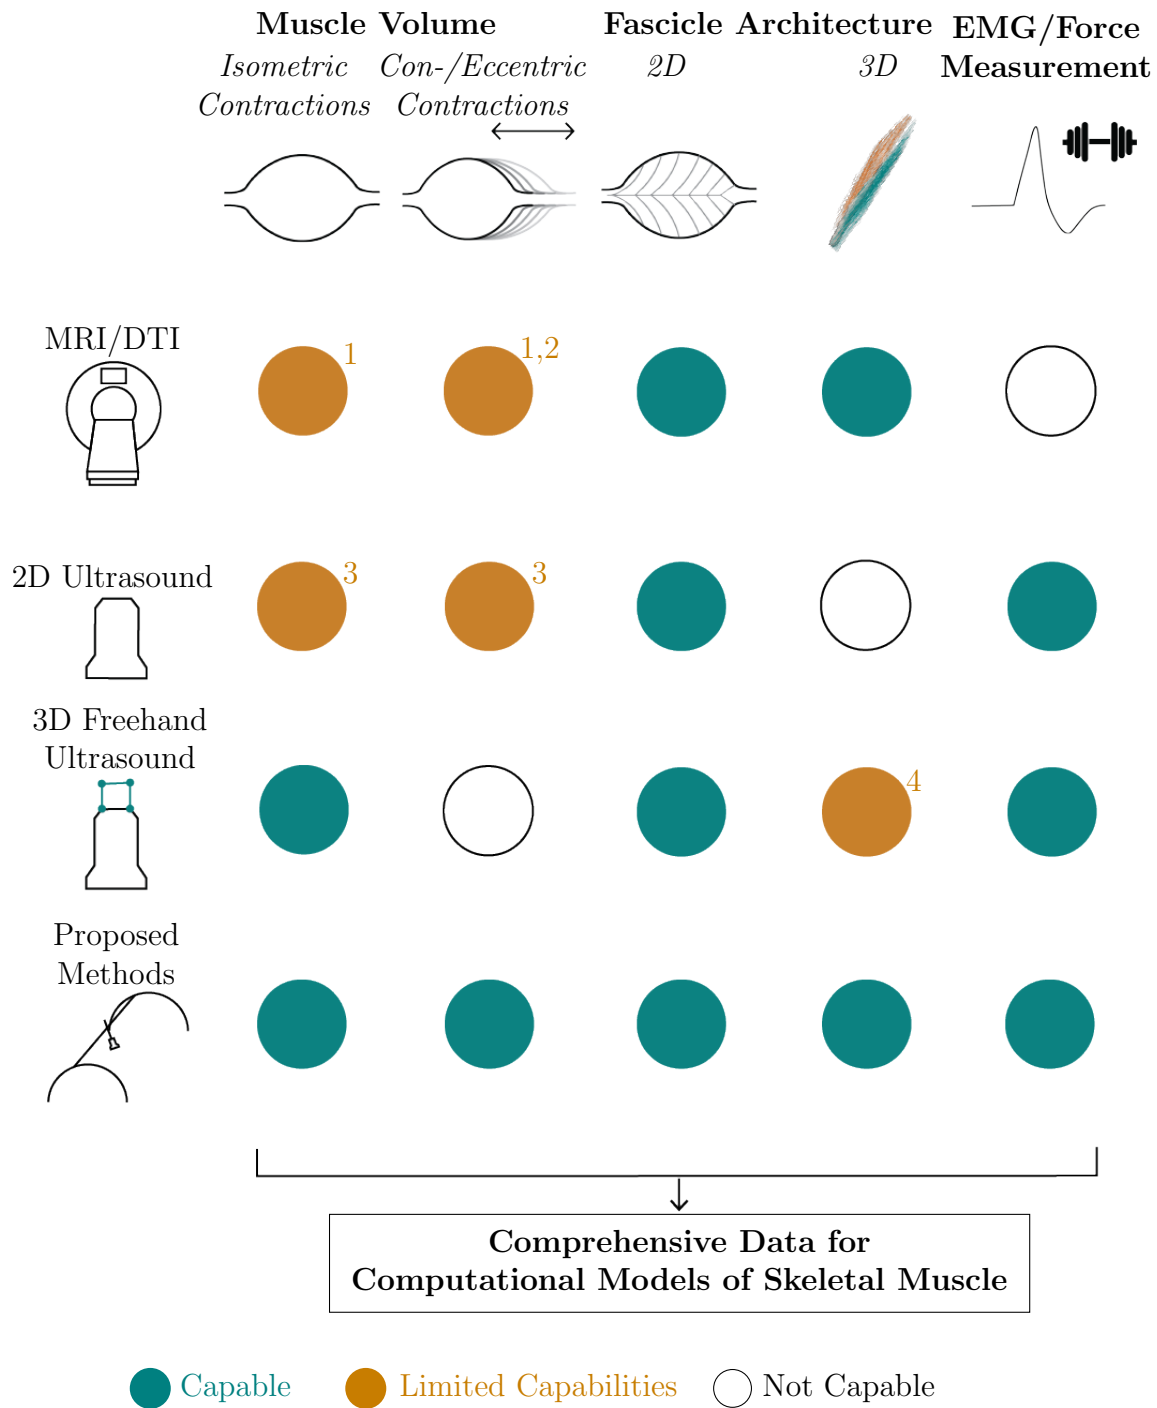 Muscle Volume
Fascicle Architecture
EMG/Force
Measurement
Isometric
Contractions
Con-/Eccentric
Contractions
2D
3D
MRI/DTI
1
1,2
2D Ultrasound
3
3
3D Freehand
Ultrasound
4
Proposed
Methods
Comprehensive Data for
Computational Models of Skeletal Muscle
Capable
Limited Capabilities
Not Capable